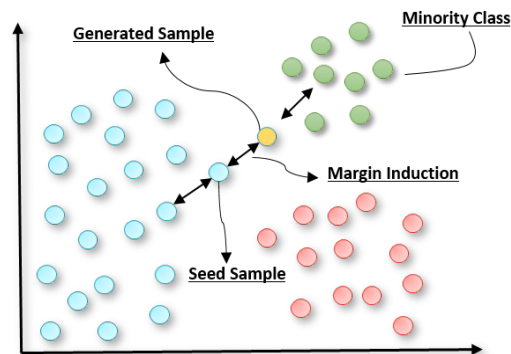 Minority Class
Generated Sample
Margin Induction
Seed Sample